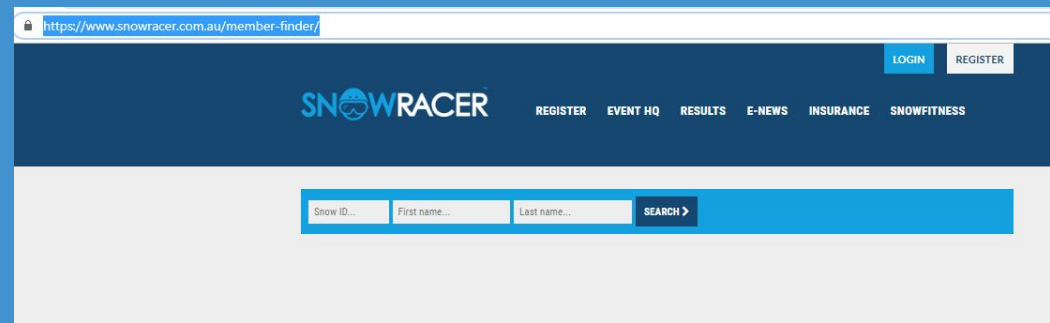 https://www.snowracer.com.au/member-finder/
LOGIN REGISTER
SNOWRACER
REGISTER EVENT HQ RESULTS E-NEWS INSURANCE SNOWFITNESS
Snow ID... First name... Last name... SEARCH